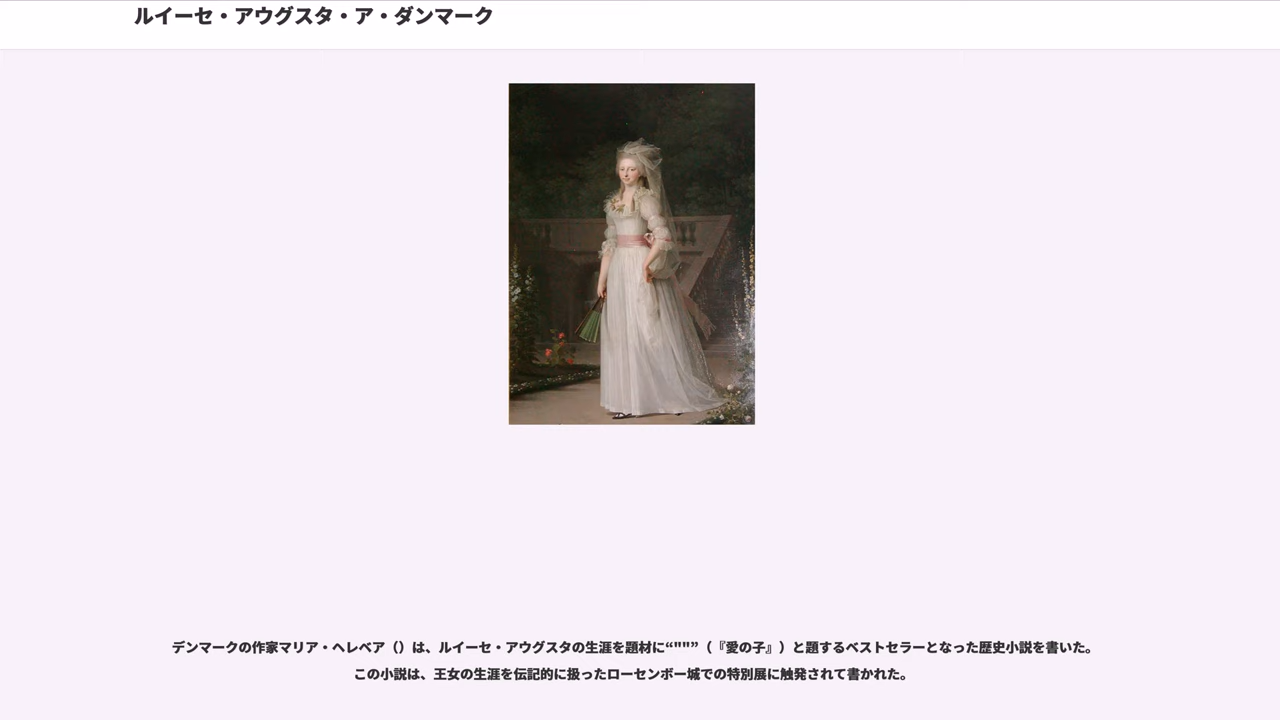 ルイーセ・アウグスタ・ア・ダンマーク
デンマークの作家マリア・ヘレベア（）は、ルイーセ・アウグスタの生涯を題材に“""”（『愛の子』）と題するベストセラーとなった歴史小説を書いた。
この小説は、王女の生涯を伝記的に扱ったローセンボー城での特別展に触発されて書かれた。